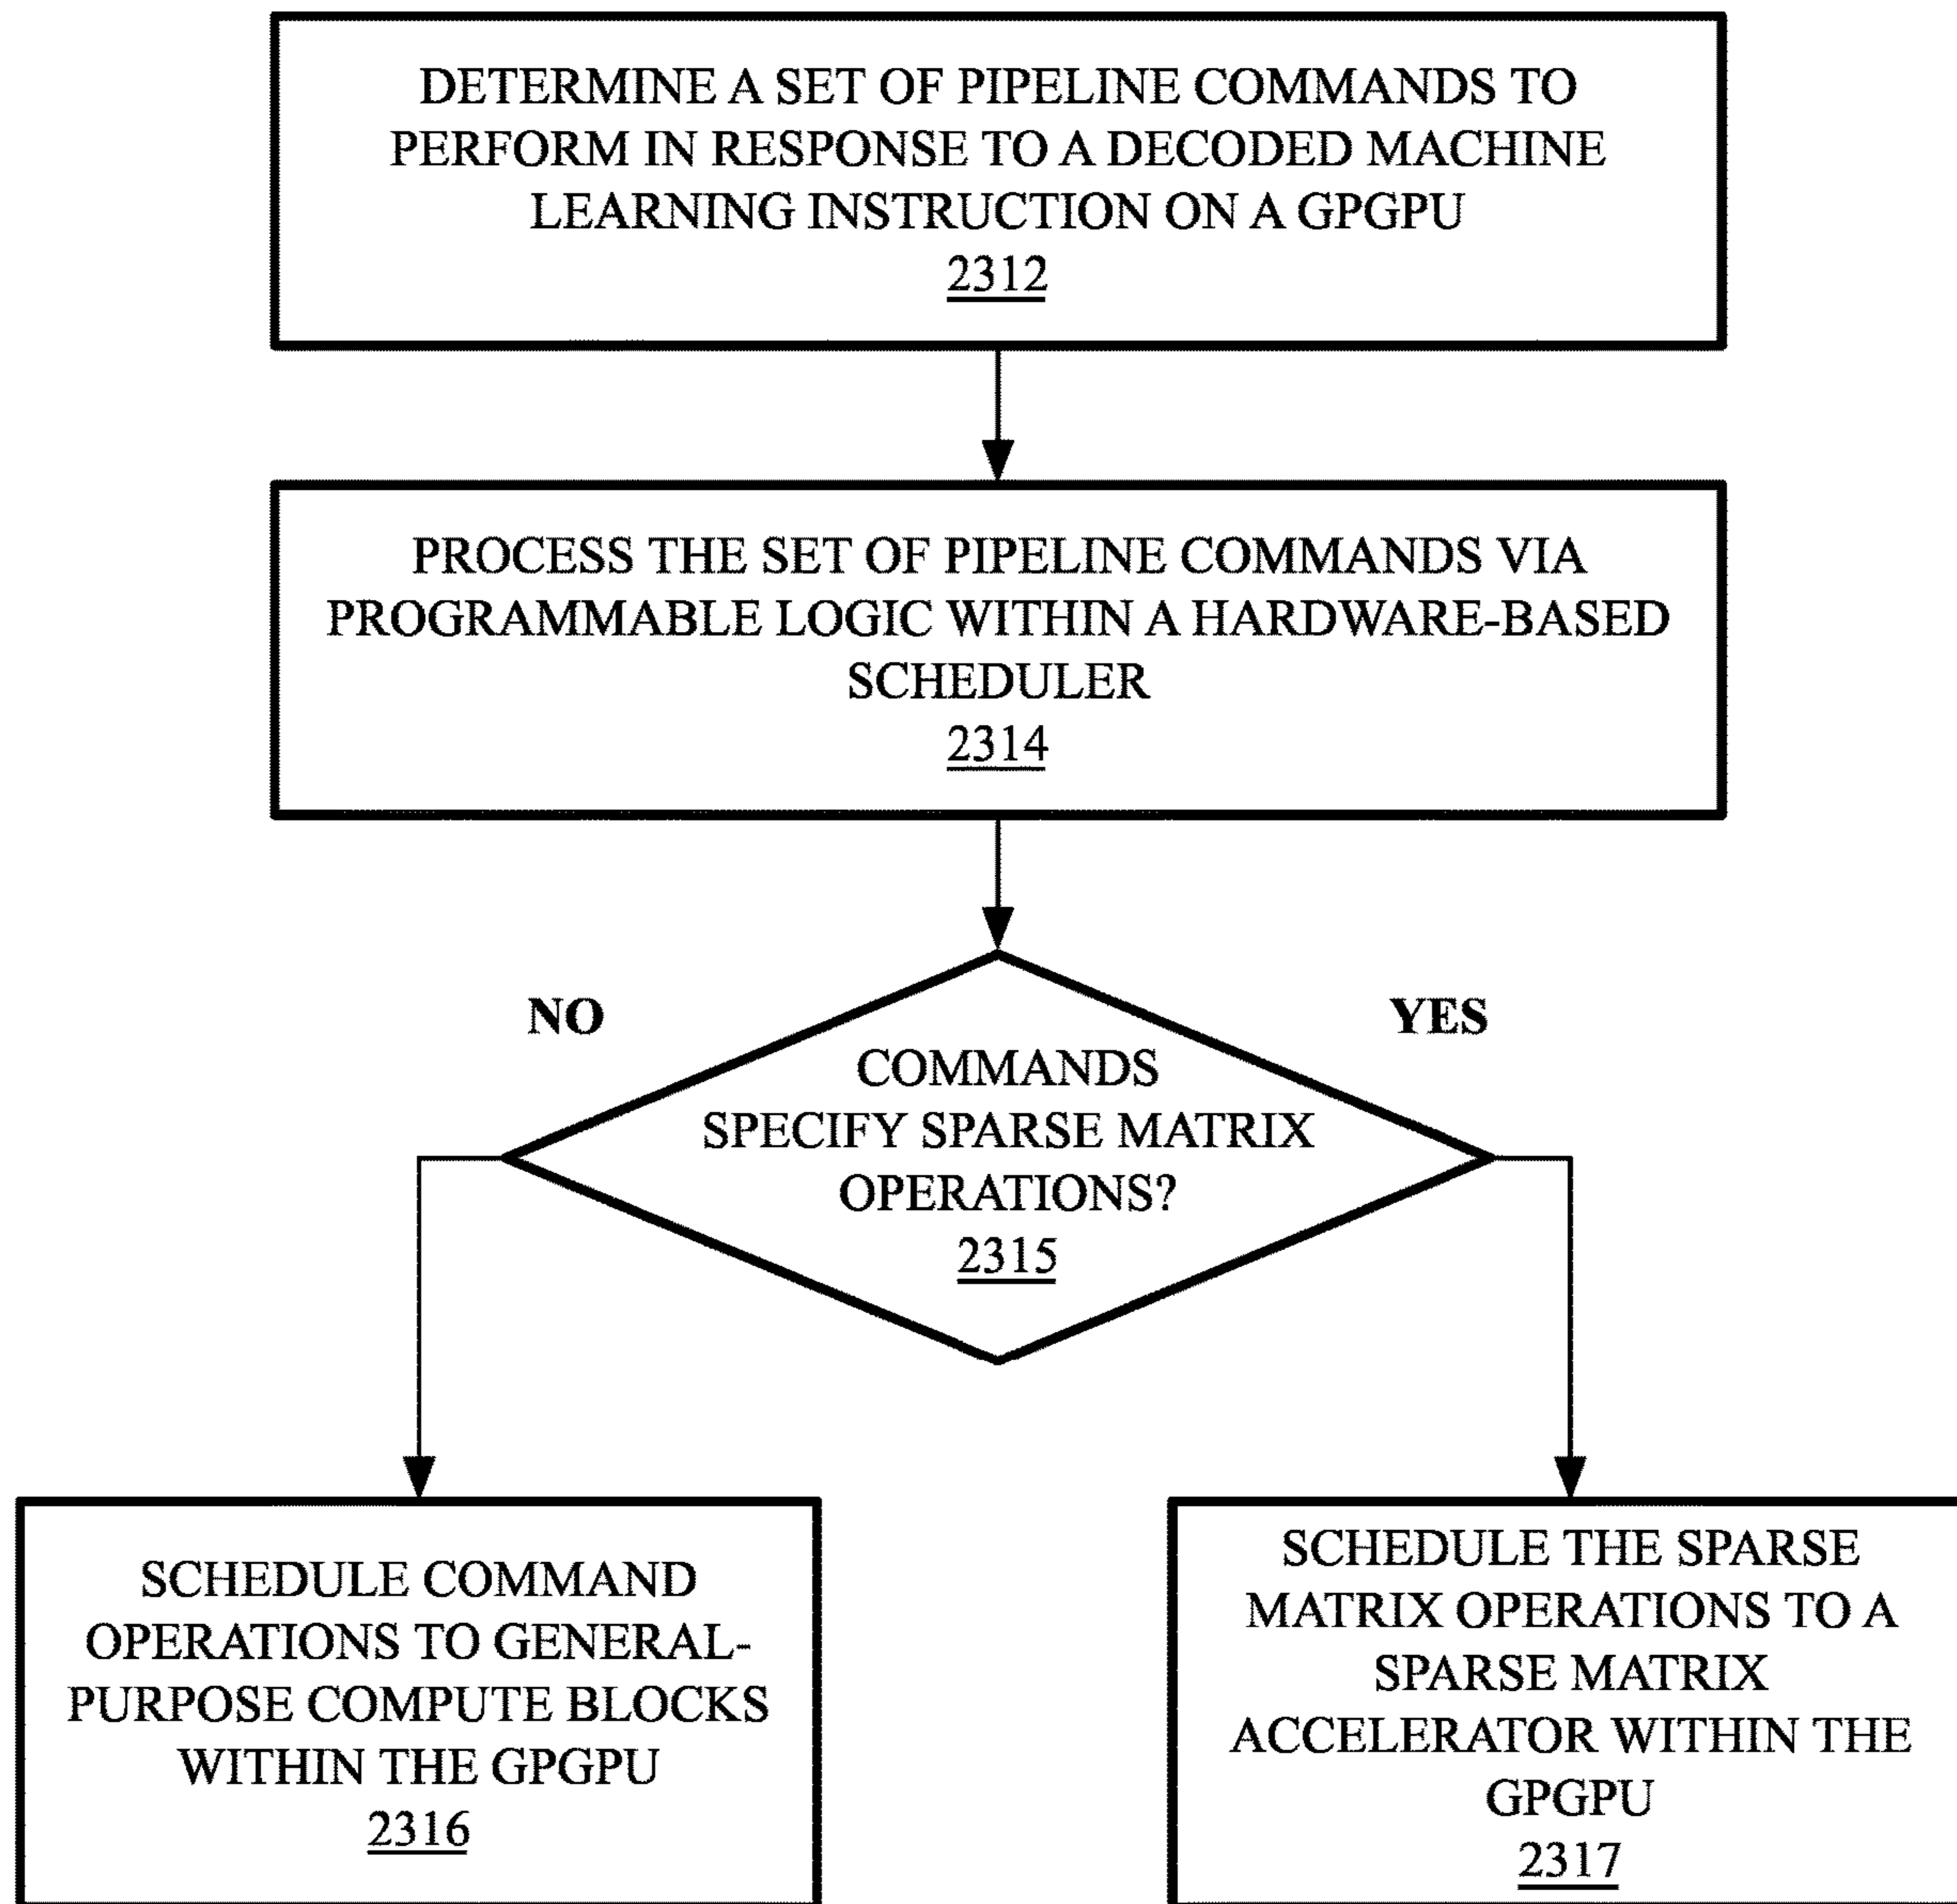 DETERMINE A SET OF PIPELINE COMMANDS TO
PERFORM IN RESPONSE TO A DECODED MACHINE
LEARNING INSTRUCTION ON A GPGPU
2312
PROCESS THE SET OF PIPELINE COMMANDS VIA
PROGRAMMABLE LOGIC WITHIN A HARDWARE-BASED
SCHEDULER
2314
NO
YES
COMMANDS
SPECIFY SPARSE MATRIX
OPERATIONS?
2315
SCHEDULE COMMAND
OPERATIONS TO GENERAL-
PURPOSE COMPUTE BLOCKS
WITHIN THE GPGPU
2316
SCHEDULE THE SPARSE
MATRIX OPERATIONS TO A
SPARSE MATRIX
ACCELERATOR WITHIN THE
GPGPU
2317